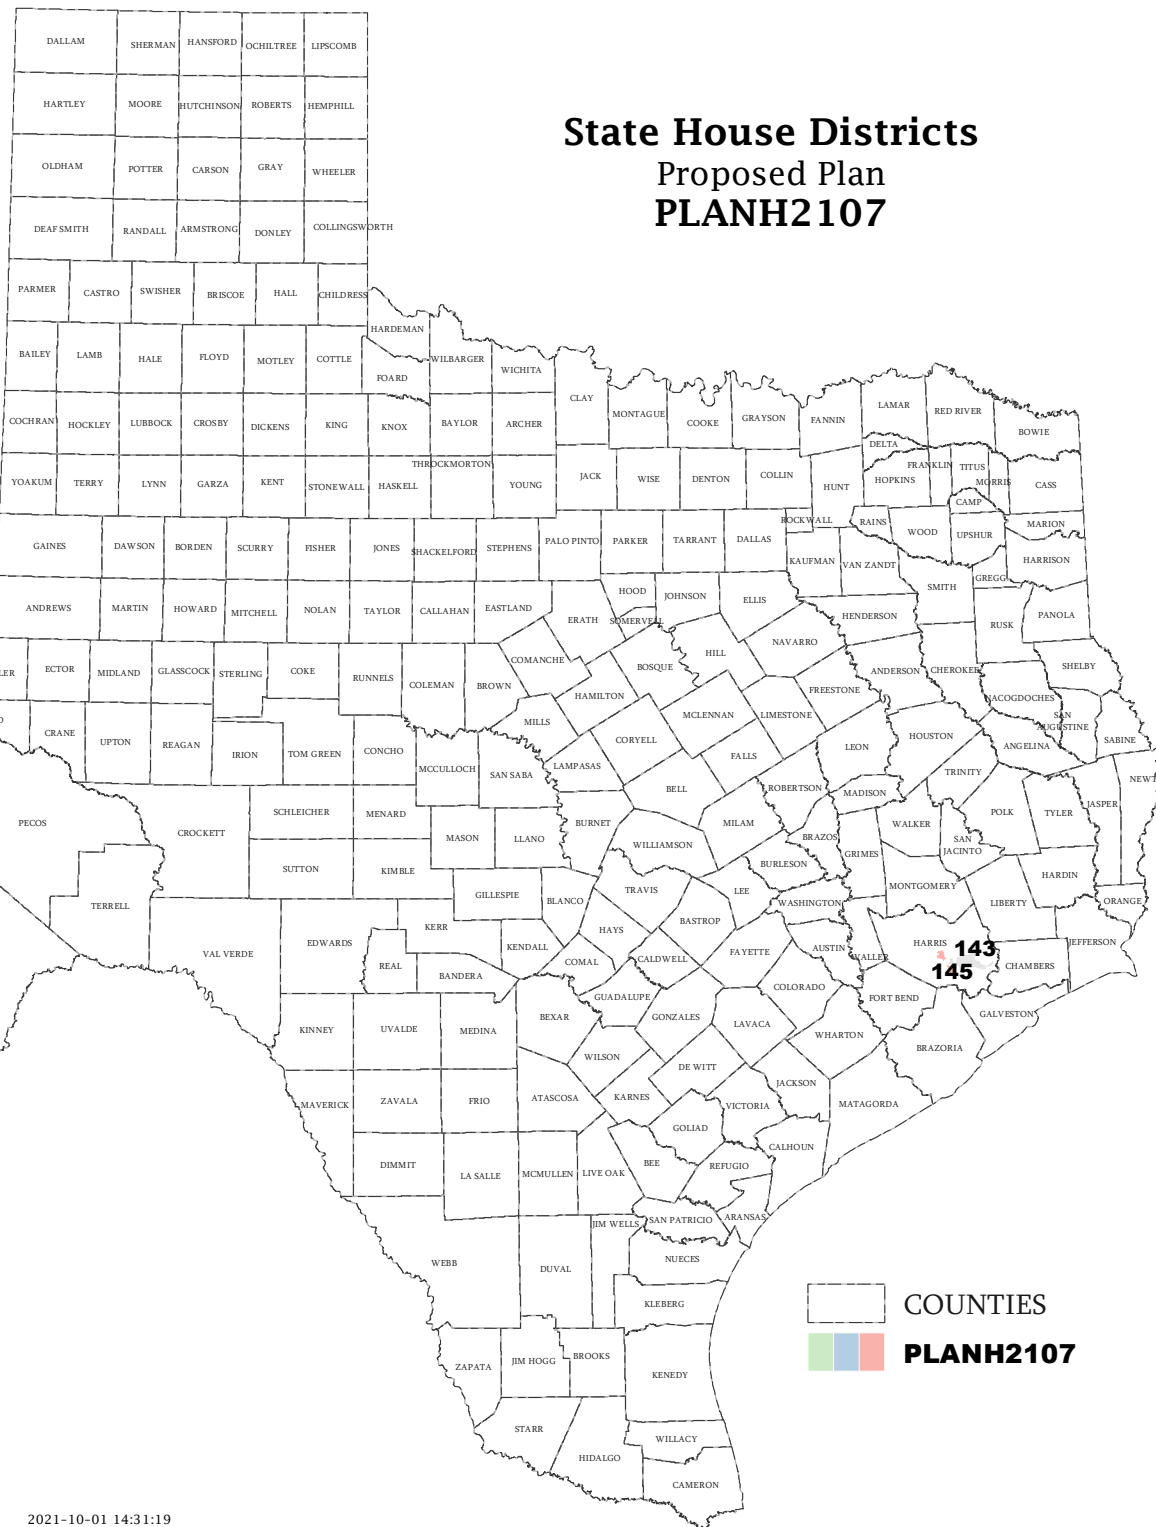 State House Districts
Proposed Plan
PLANH2107
DALLAM SHERMAN HANSFORD OCHILTREE LIPSCOMB
HARTLEY MOORE HUTCHINSON ROBERTS HEMPHILL
OLDHAM POTTER CARSON GRAY WHEELER
DEAF SMITH RANDALL ARMSTRONG DONLEY COLLINGSWORTH
PARMER CASTRO SWISHER BRISCOE HALL CHILDRESS
HARDEMAN
BAILEY LAMB HALE FLOYD MOTLEY COTTLE WILBARGER WICHITA
FOARD CLAY
COCHRAN HOCKLEY LUBBOCK CROSBY DICKENS KING KNOX BAYLOR ARCHER MONTAGUE COOKE GRAYSON FANNIN LAMAR RED RIVER BOWIE
DELTA
THROCKMORTON FRANKLIN TITUS
YOAKUM TERRY LYNN GARZA KENT STONEWALL HASKELL YOUNG JACK WISE DENTON COLLIN HUNT HOPKINS MORRIS CASS
CAMP
ROCKWALL RAINS WOOD UPSHUR MARION
GAINES DAWSON BORDEN SCURRY FISHER JONES SHACKELFORD STEPHENS PALO PINTO PARKER TARRANT DALLAS
KAUFMAN VAN ZANDT SMITH GREGG HARRISON
ANDREWS MARTIN HOWARD MITCHELL NOLAN TAYLOR CALLAHAN EASTLAND ERATH HOOD SOMERVELL JOHNSON ELLIS HENDERSON RUSK PANOLA
LER ECTOR MIDLAND GLASSCOCK STERLING COKE RUNNELS COLEMAN BROWN COMANCHE HAMILTON BOSQUE HILL NAVARRO FREESTONE ANDERSON CHEROKEE NACOGDOCHES SHELBY
CRANE UPTON REAGAN IRION TOM GREEN CONCHO MCCULLOCH SAN SABA MILLS LAMPASAS CORYELL MCLENNAN LIMESTONE FALLS LEON HOUSTON ANGELINA SAN AUGUSTINE SABINE
BELL ROBERTSON MADISON TRINITY NEWT
PECOS CROCKETT SCHLEICHER MENARD MASON LLANO BURNET WILLIAMSON MILAM BRAZOS GRIMES WALKER SAN JACINTO POLK TYLER JASPER
SUTTON KIMBLE BURLESON
TERRELL GILLESPIE BLANCO TRAVIS LEE WASHINGTON MONTGOMERY LIBERTY HARDIN ORANGE
VAL VERDE EDWARDS KERR KENDALL HAYS BASTROP FAYETTE AUSTIN WALLER HARRIS 143 JEFFERSON
REAL BANDERA COMAL CALDWELL 145 CHAMBERS
COLORADO FORT BEND GALVESTON
KINNEY UVALDE MEDINA BEXAR GUADALUPE GONZALES LAVACA WHARTON BRAZORIA
WILSON DE WITT
MAVERICK ZAVALA FRIO ATASCOSA KARNES VICTORIA JACKSON MATAGORDA
GOLIAD CALHOUN
DIMMIT LA SALLE MCMULLEN LIVE OAK BEE REFUGIO
JIM WELLS SAN PATRICIO ARANSAS
WEBB DUVAL NUECES
KLEBERG
COUNTIES
PLANH2107
ZAPATA JIM HOGG BROOKS KENEDY
STARR HIDALGO WILLACY
CAMERON
2021-10-01 14:31:19